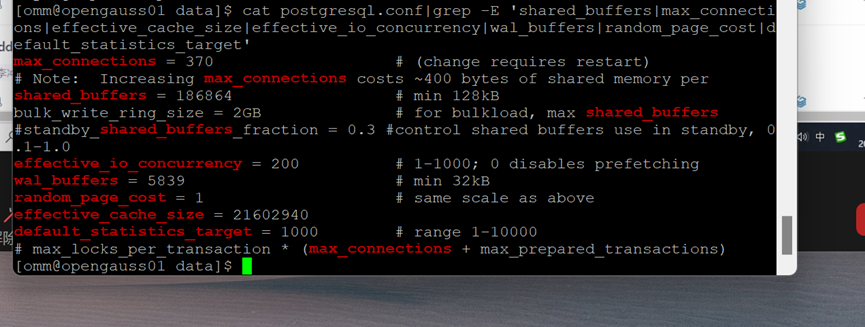 [omm@opengauss01 data]$ cat postgresql.conf|grep -E 'shared_buffers|max_connecti
ons|effective_cache_size|effective_io_concurrency|wal_buffers|random_page_cost|d
efault_statistics_target'
max_connections = 370 # (change requires restart)
# Note: Increasing max_connections costs ~400 bytes of shared memory per
shared_buffers = 186864 # min 128kB
bulk_write_ring_size = 2GB # for bulkload, max shared_buffers
#standby_shared_buffers_fraction = 0.3 #control shared buffers use in standby, 0
.1-1.0
effective_io_concurrency = 200 # 1-1000; 0 disables prefetching
wal_buffers = 5839 # min 32kB
random_page_cost = 1 # same scale as above
effective_cache_size = 21602940
default_statistics_target = 1000 # range 1-10000
# max_locks_per_transaction * (max_connections + max_prepared_transactions)
[omm@opengauss01 data]$
中